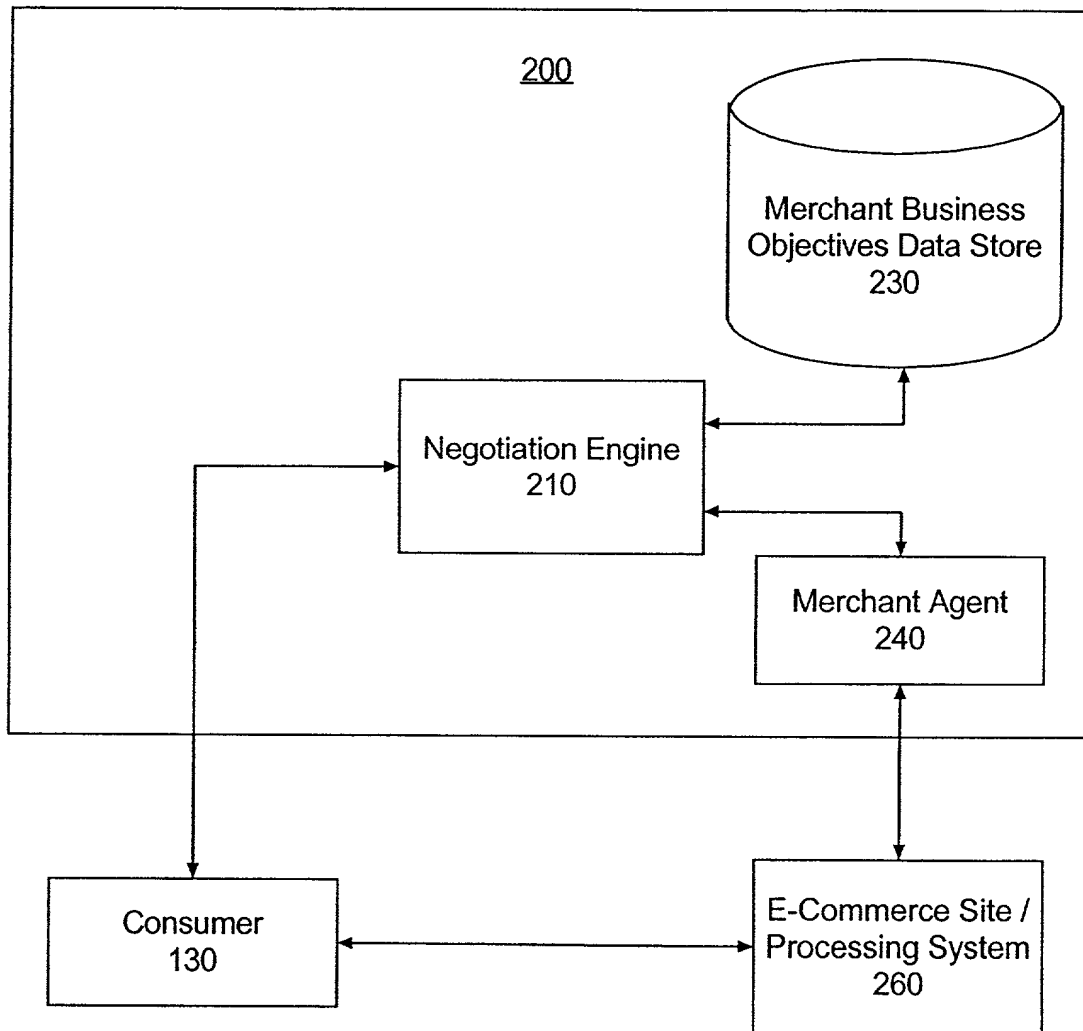 200
Merchant Business
Objectives Data Store
230
Negotiation Engine
210
Merchant Agent
240
Consumer
130
E-Commerce Site /
Processing System
260